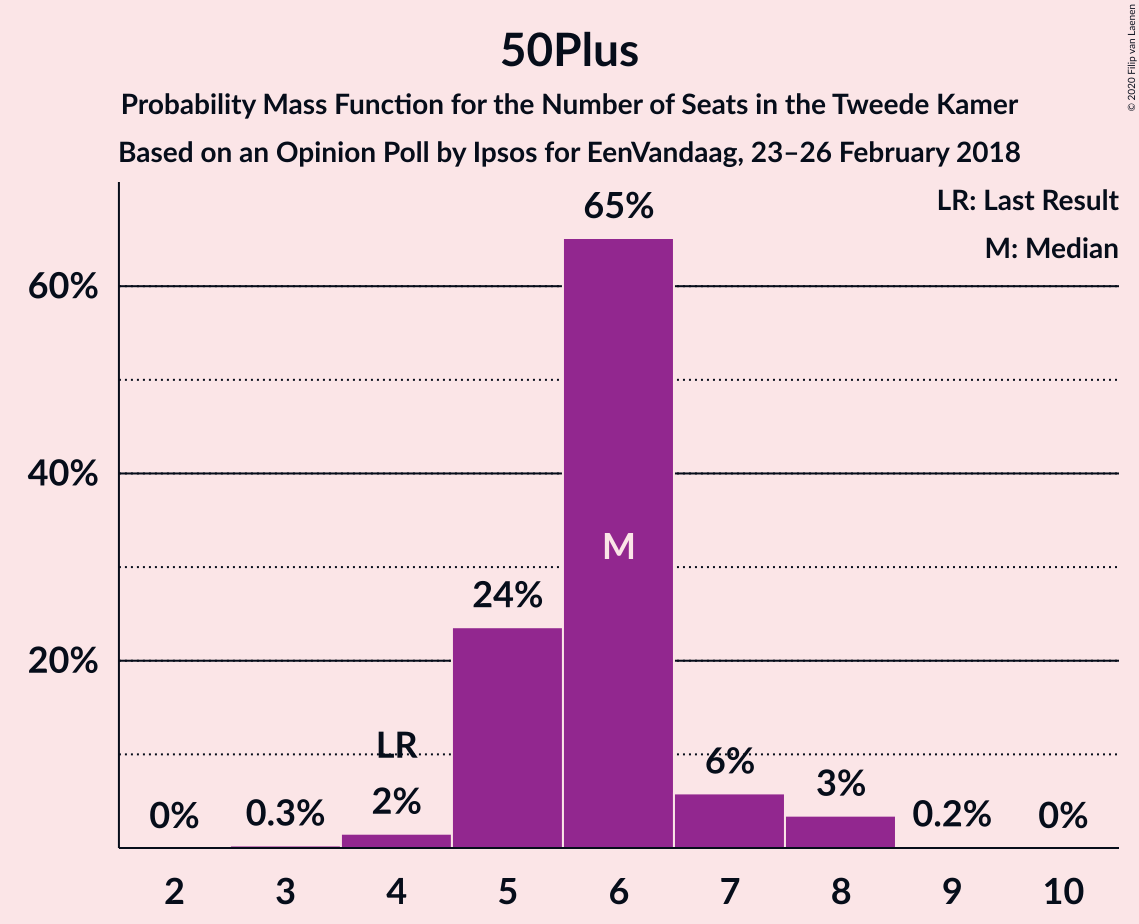 50Plus
Probability Mass Function for the Number of Seats in the Tweede Kamer
Based on an Opinion Poll by Ipsos for EenVandaag, 23–26 February 2018
© 2020 Filip van Laenen
LR: Last Result
M: Median
65%
60%
40%
M
24%
20%
LR
6%
3%
2%
0%
0.3%
0.2%
0%
2 3 4 5 6 7 8 9 10